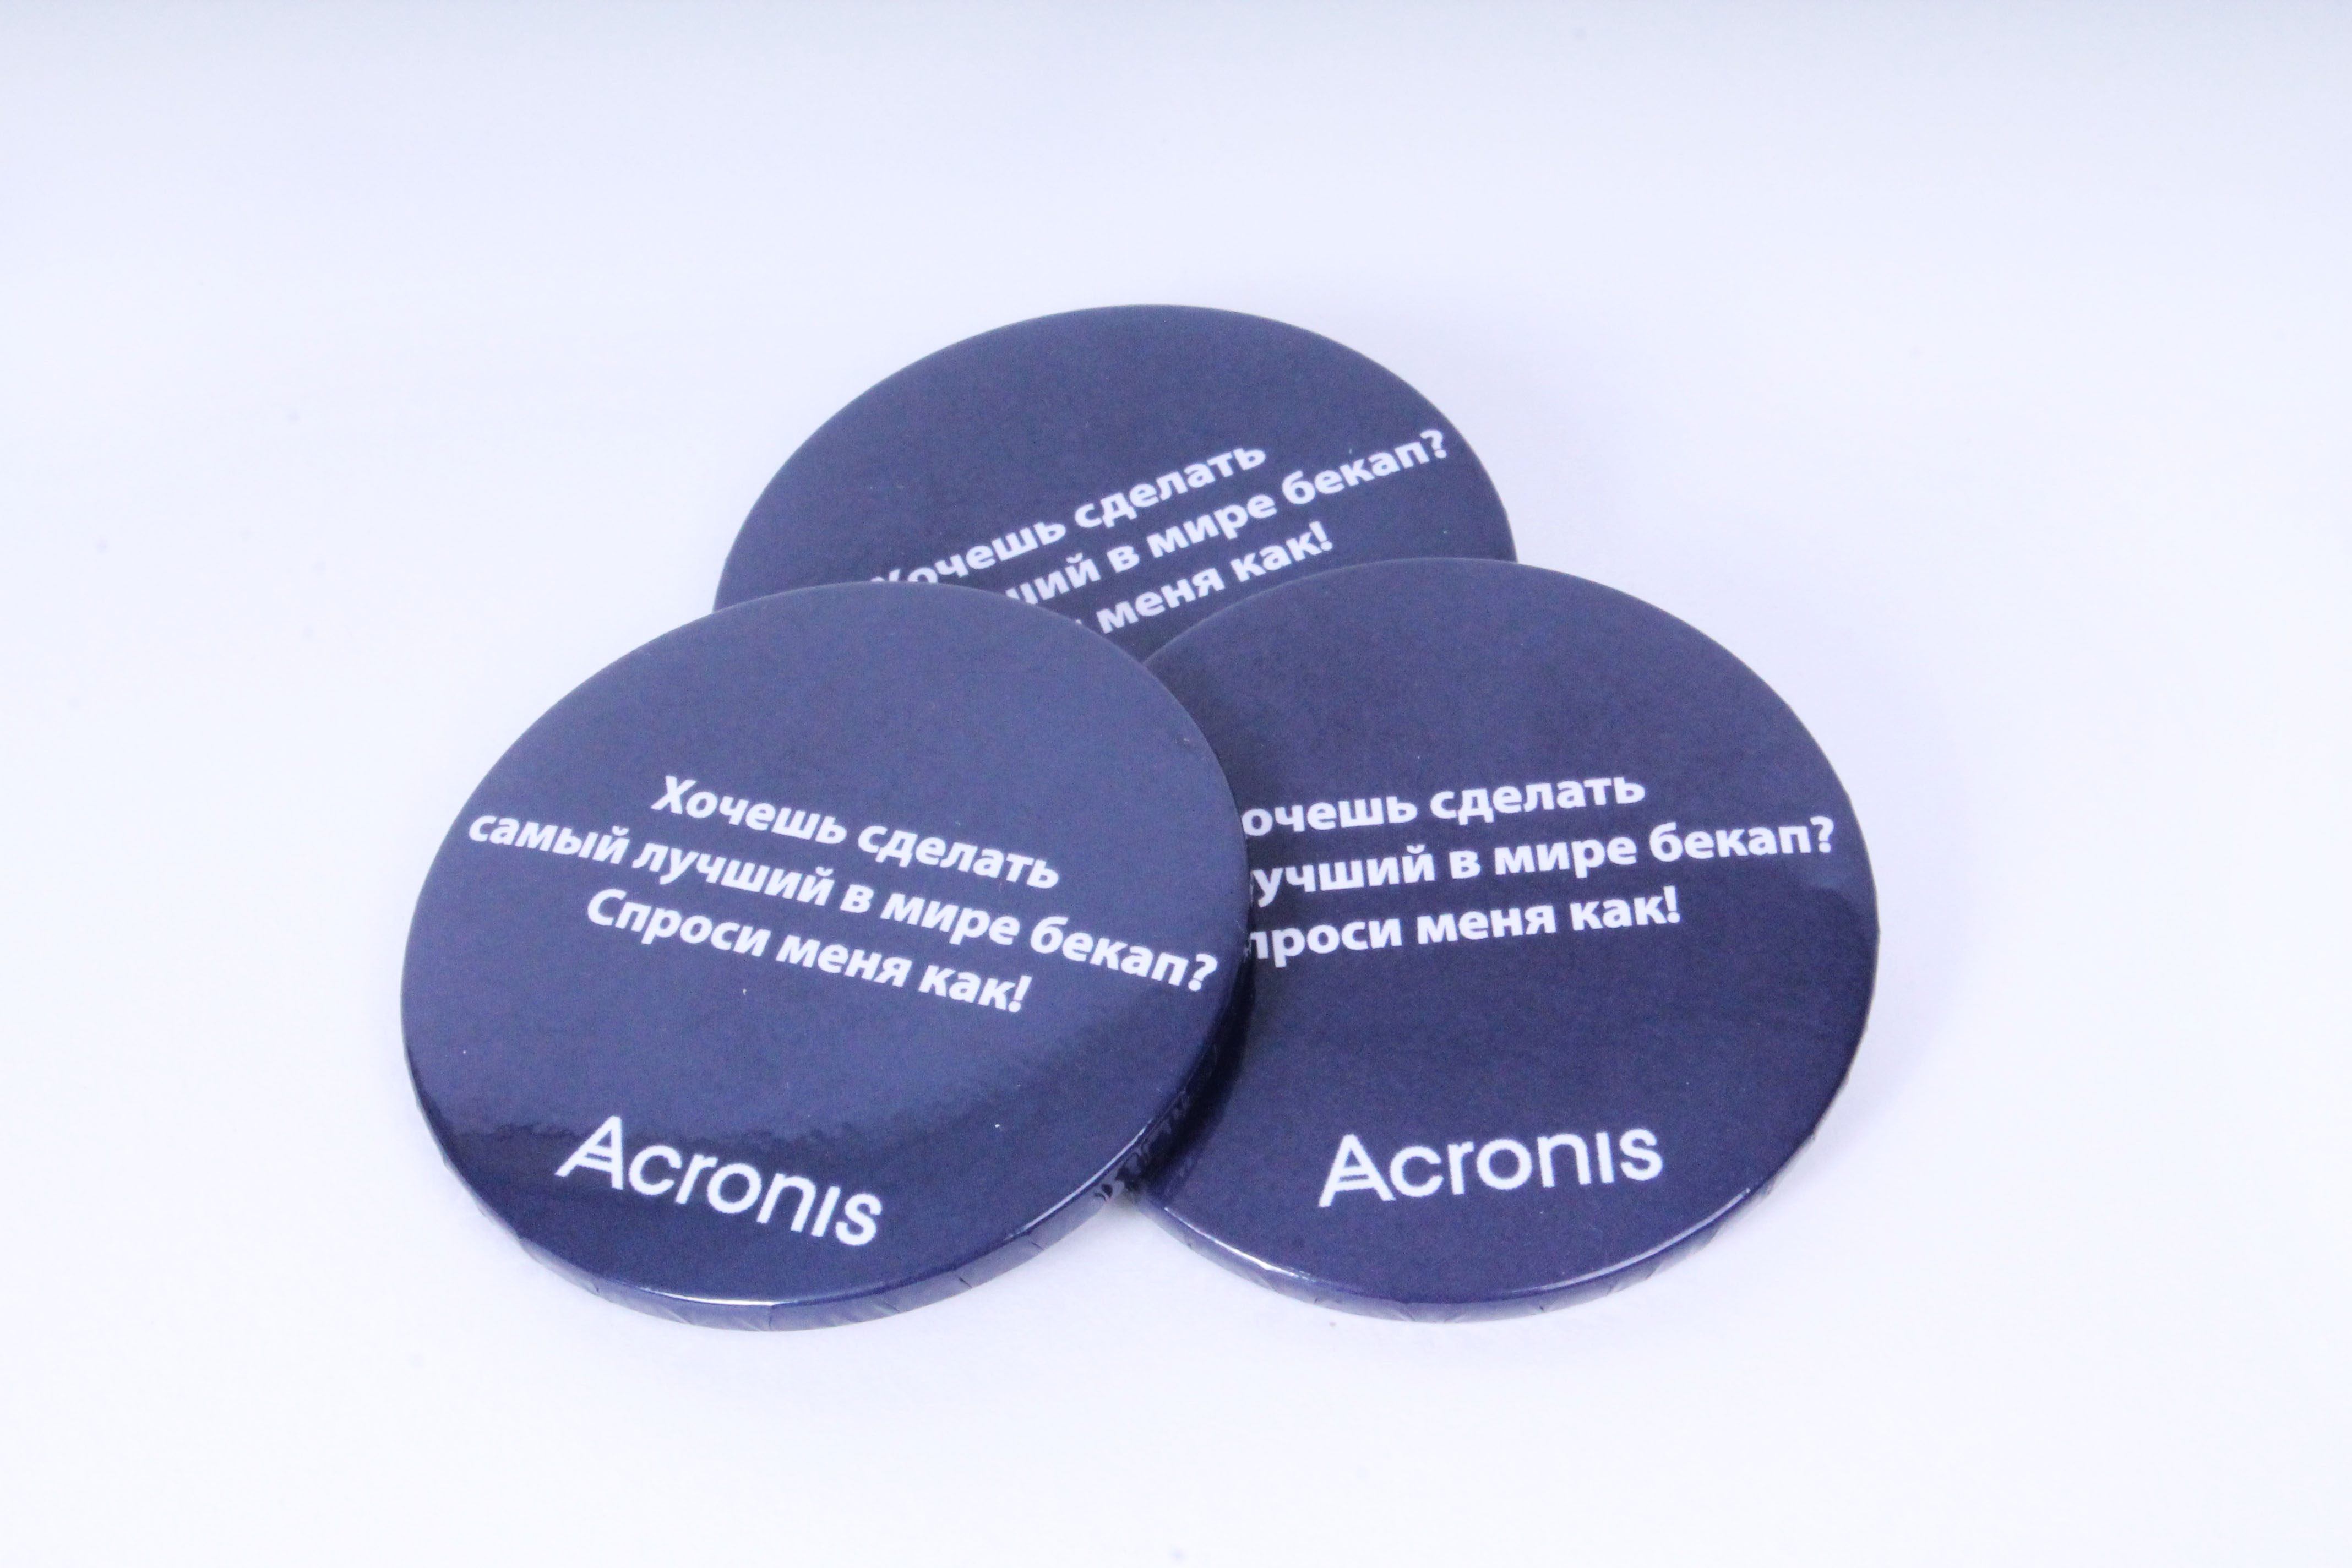 Хочешь сделать
в мире бекап?
меня как!
Хочешь сделать
самый лучший в мире бекап?
Спроси меня как!
Acronis
сделать
в мире бекап?
меня как!
Acronis